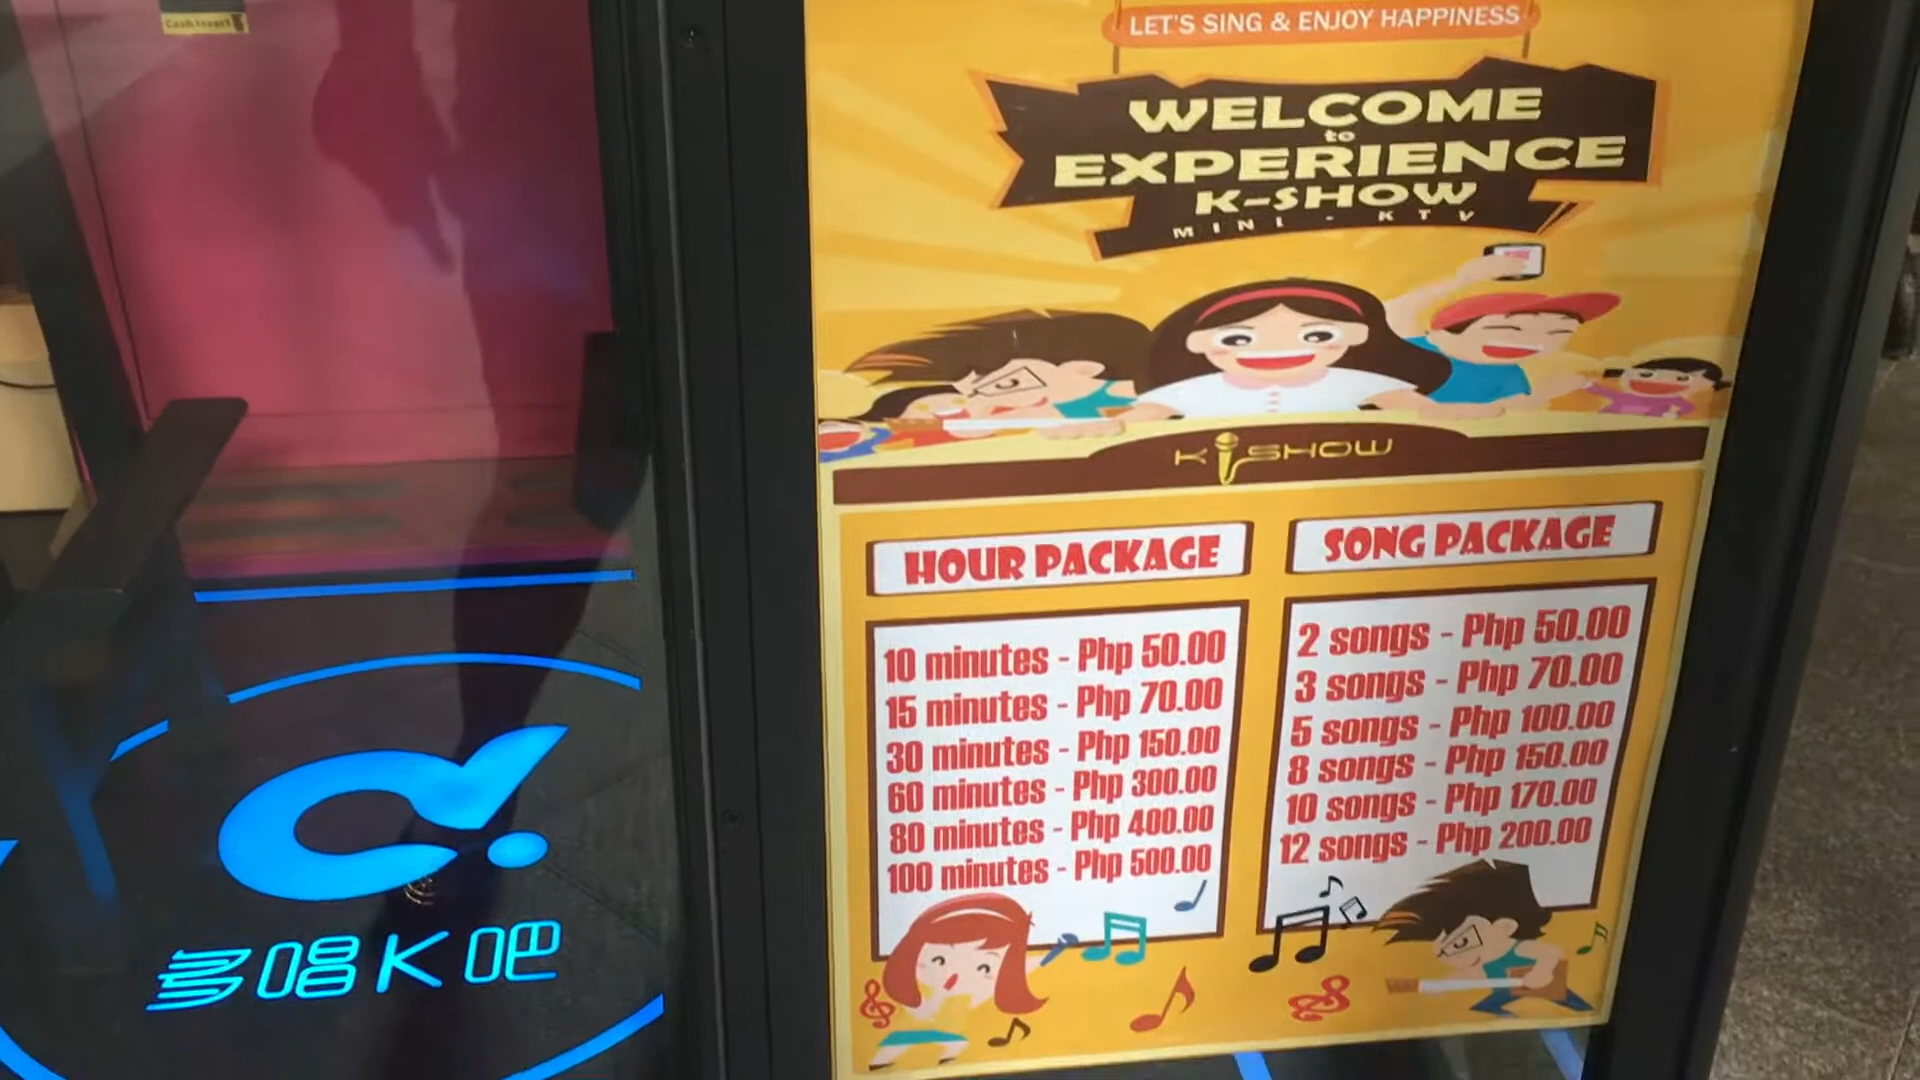 Cash Insert
LET'S SING & ENJOY HAPPINESS
WELCOME
to
EXPERIENCE
K-SHOW
MINI - KTV
K SHOW
HOUR PACKAGE
10 minutes - Php 50.00
15 minutes - Php 70.00
30 minutes - Php 150.00
60 minutes - Php 300.00
80 minutes - Php 400.00
100 minutes - Php 500.00
SONG PACKAGE
2 songs - Php 50.00
3 songs - Php 70.00
5 songs - Php 100.00
8 songs - Php 150.00
10 songs - Php 170.00
12 songs - Php 200.00
多唱K吧